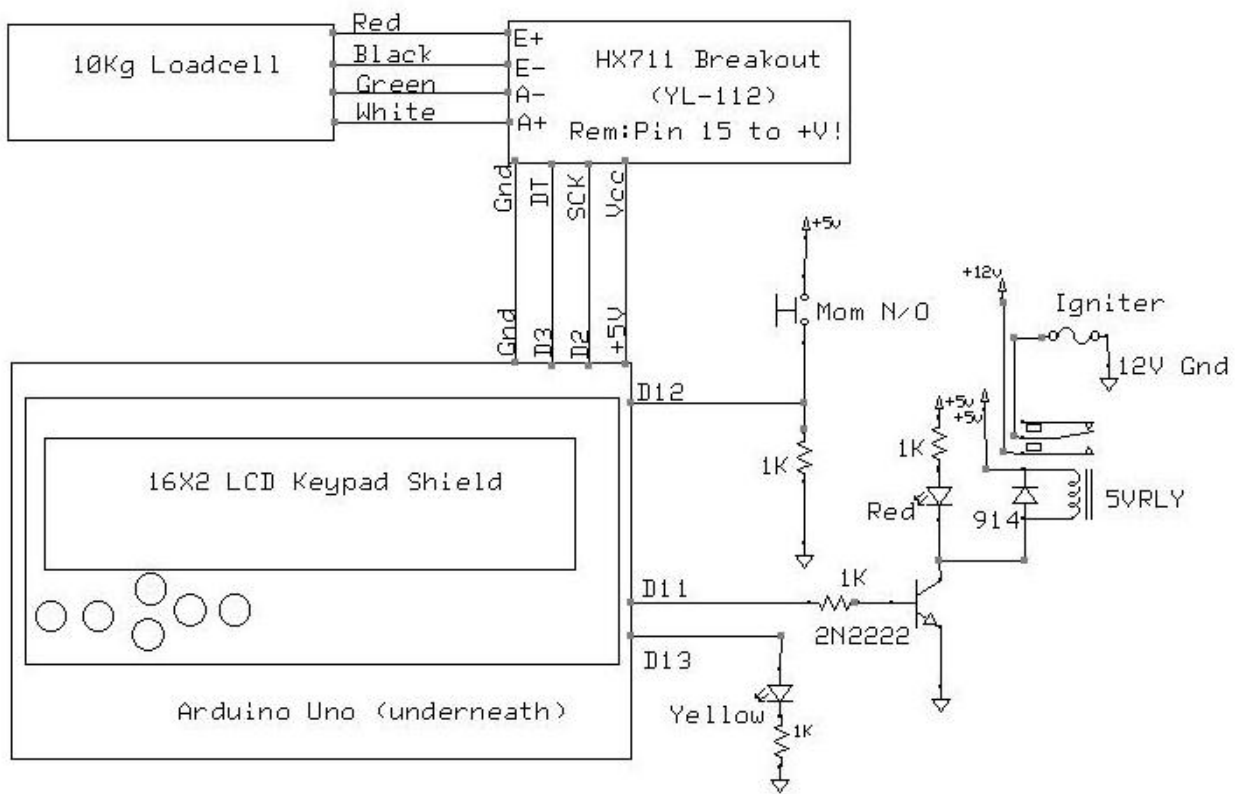 Red
Black
Green
White
10Kg Loadcell
E+
E-
A-
A+
HX711 Breakout
(YL-112)
Rem:Pin 15 to +V!
Gnd
DT
SCK
Vcc
Gnd
D3
D2
+5V
+5v
Mom N/O
+12v
Igniter
12V Gnd
D12
1K
+5v
+5v
1K
Red
914
5VRLY
16X2 LCD Keypad Shield
D11
1K
2N2222
D13
Yellow
1K
Arduino Uno (underneath)